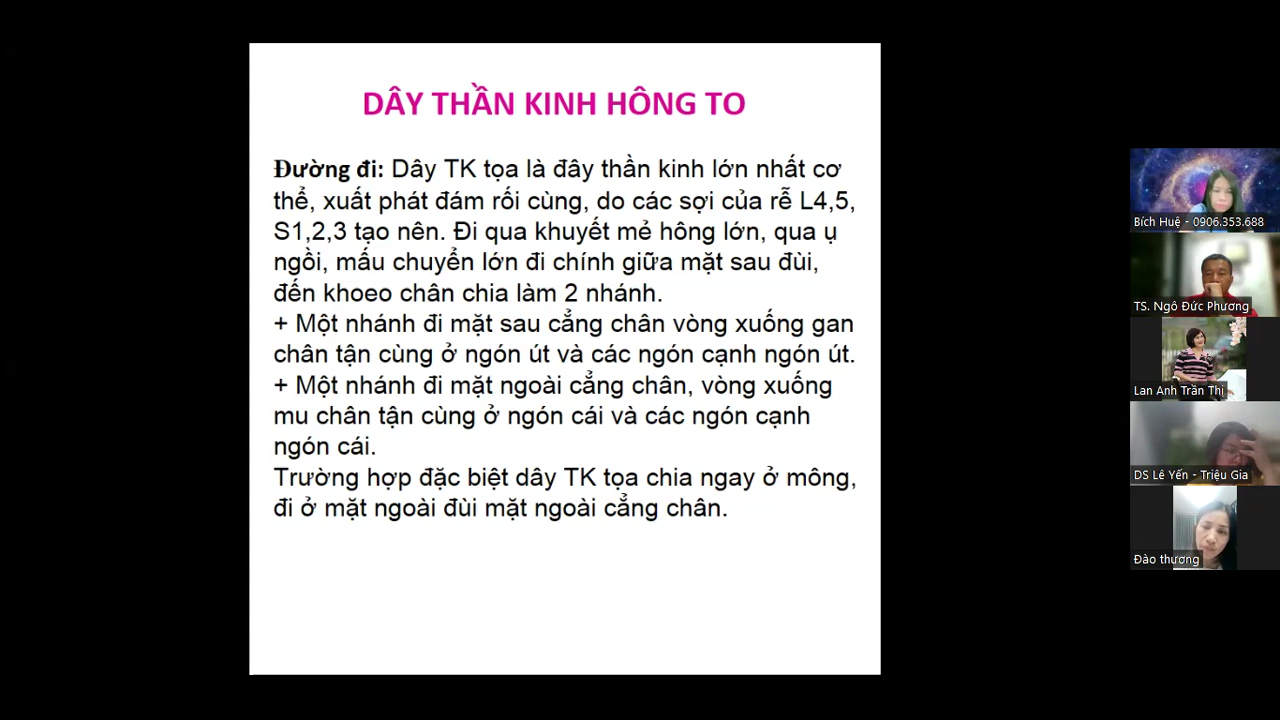 DÂY THẦN KINH HÔNG TO
Đường đi: Dây TK tọa là đây thần kinh lớn nhất cơ
thể, xuất phát đám rối cùng, do các sợi của rễ L4,5,
S1,2,3 tạo nên. Đi qua khuyết mẻ hông lớn, qua ụ
ngồi, mấu chuyển lớn đi chính giữa mặt sau đùi,
đến khoeo chân chia làm 2 nhánh.
+ Một nhánh đi mặt sau cẳng chân vòng xuống gan
chân tận cùng ở ngón út và các ngón cạnh ngón út.
+ Một nhánh đi mặt ngoài cẳng chân, vòng xuống
mu chân tận cùng ở ngón cái và các ngón cạnh
ngón cái.
Trường hợp đặc biệt dây TK tọa chia ngay ở mông,
đi ở mặt ngoài đùi mặt ngoài cẳng chân.
Bích Huệ - 0906.353.688
TS. Ngô Đức Phương
Lan Anh Trần Thị
DS Lê Yến - Triệu Gia
Đào thương